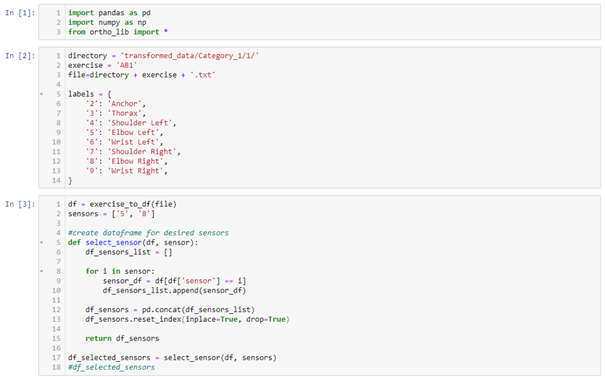 In [1]:
1 import pandas as pd
2 import numpy as np
3 from ortho_lib import *
In [2]:
1 directory = 'transformed_data/Category_1/1/'
2 exercise = 'AB1'
3 file=directory + exercise + '.txt'
4
5 labels = {
6 '2': 'Anchor',
7 '3': 'Thorax',
8 '4': 'Shoulder Left',
9 '5': 'Elbow Left',
10 '6': 'Wrist Left',
11 '7': 'Shoulder Right',
12 '8': 'Elbow Right',
13 '9': 'Wrist Right',
14 }
In [3]:
1 df = exercise_to_df(file)
2 sensors = ['5', '8']
3
4 #create dataframe for desired sensors
5 def select_sensor(df, sensor):
6 df_sensors_list = []
7
8 for i in sensor:
9 sensor_df = df[df['sensor'] == i]
10 df_sensors_list.append(sensor_df)
11
12 df_sensors = pd.concat(df_sensors_list)
13 df_sensors.reset_index(inplace=True, drop=True)
14
15 return df_sensors
16
17 df_selected_sensors = select_sensor(df, sensors)
18 #df_selected_sensors